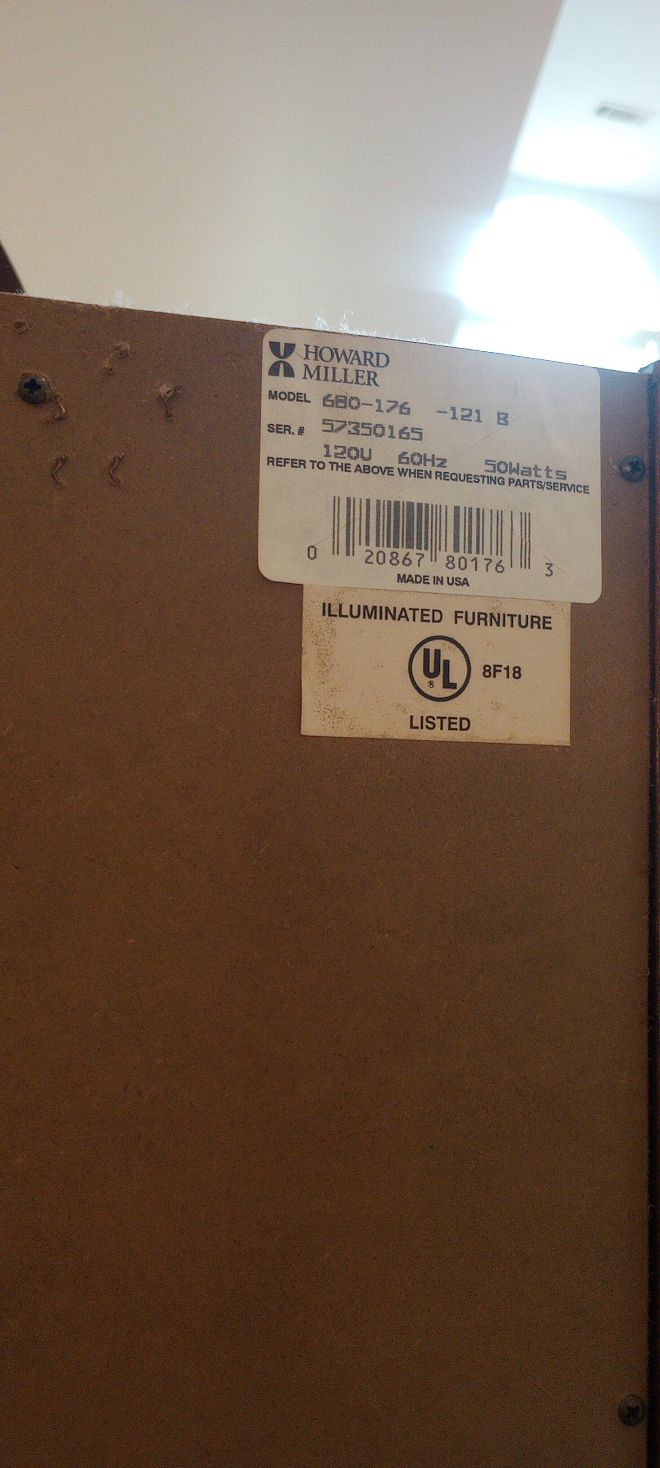 HOWARD
MILLER
MODEL 680-176 -121 B
SER.# 57350165
120V 60Hz 50Watts
REFER TO THE ABOVE WHEN REQUESTING PARTS/SERVICE
0 20867 80176 3
MADE IN USA
ILLUMINATED FURNITURE
UL ® 8F18
LISTED